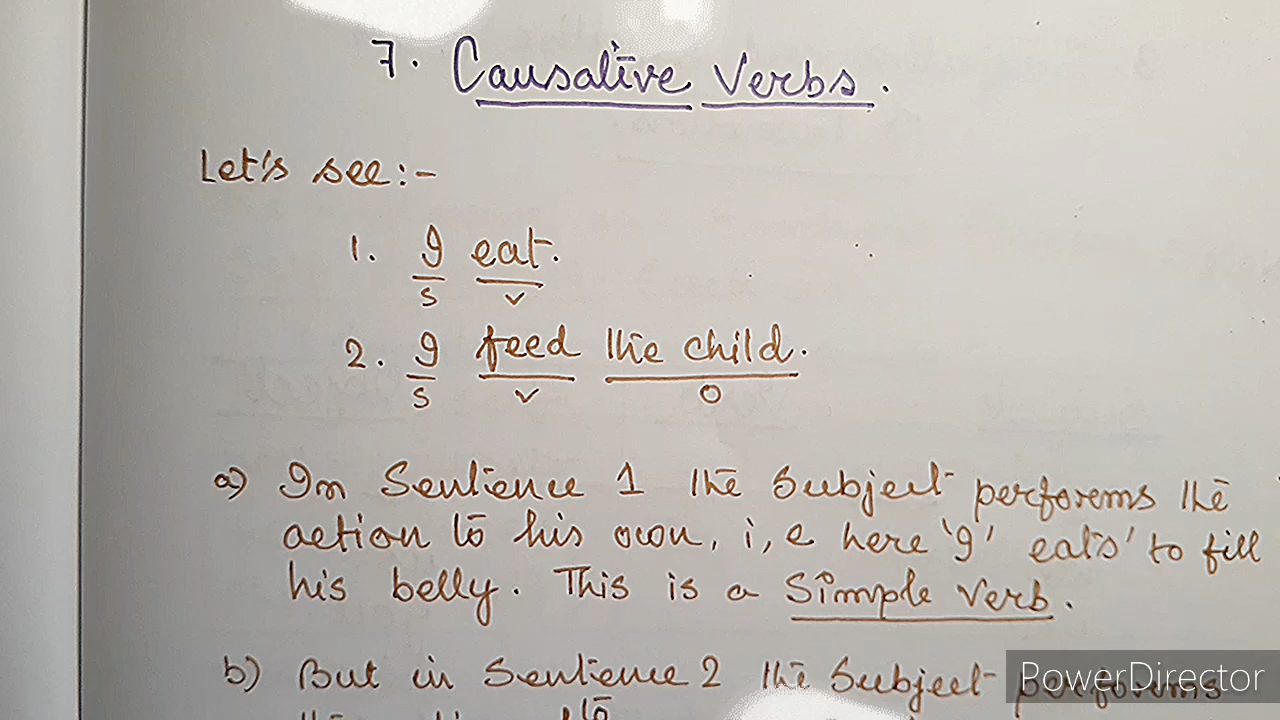 7. Causative Verbs.
Let's see:-
1. I eat.
S V
2. I feed the child.
S V O
a) In Sentence 1 the Subject performs the
action to his own, i, e here 'I' eats' to fill
his belly. This is a Simple Verb.
b) But in Sentence 2 the Subject performs
PowerDirector